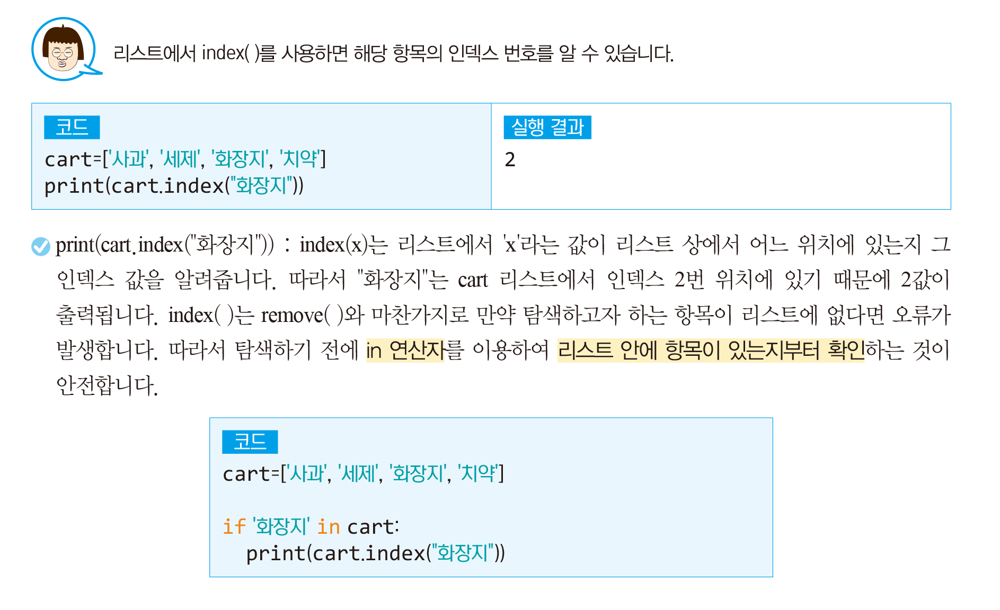 리스트에서 index( )를 사용하면 해당 항목의 인덱스 번호를 알 수 있습니다.
코드
cart=['사과', '세제', '화장지', '치약']
print(cart.index("화장지"))
실행 결과
2
print(cart.index("화장지")) : index(x)는 리스트에서 'x'라는 값이 리스트 상에서 어느 위치에 있는지 그
인덱스 값을 알려줍니다. 따라서 "화장지"는 cart 리스트에서 인덱스 2번 위치에 있기 때문에 2값이
출력됩니다. index( )는 remove( )와 마찬가지로 만약 탐색하고자 하는 항목이 리스트에 없다면 오류가
발생합니다. 따라서 탐색하기 전에 in 연산자를 이용하여 리스트 안에 항목이 있는지부터 확인하는 것이
안전합니다.
코드
cart=['사과', '세제', '화장지', '치약']
if '화장지' in cart:
print(cart.index("화장지"))